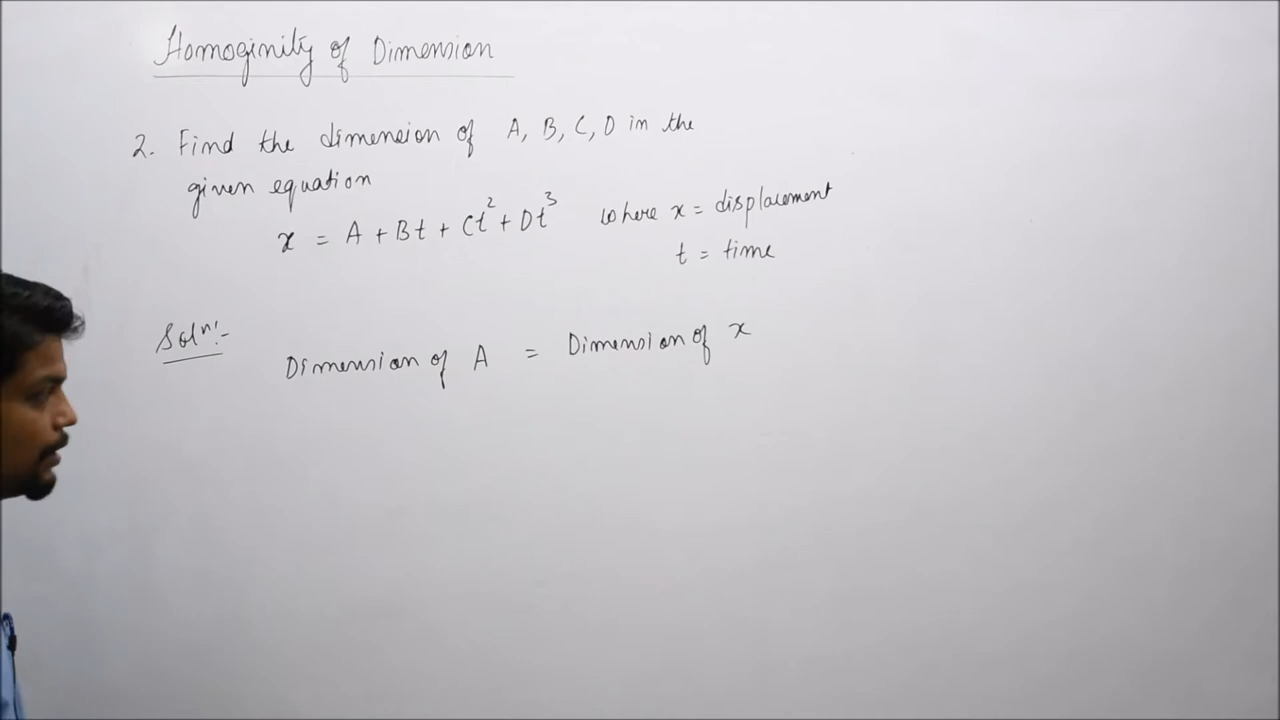 Homoginity of Dimension
2. Find the dimension of A, B, C, D in the
given equation
x = A + Bt + Ct² + Dt³ where x = displacement
t = time
Solⁿ:-
Dimension of A = Dimension of x